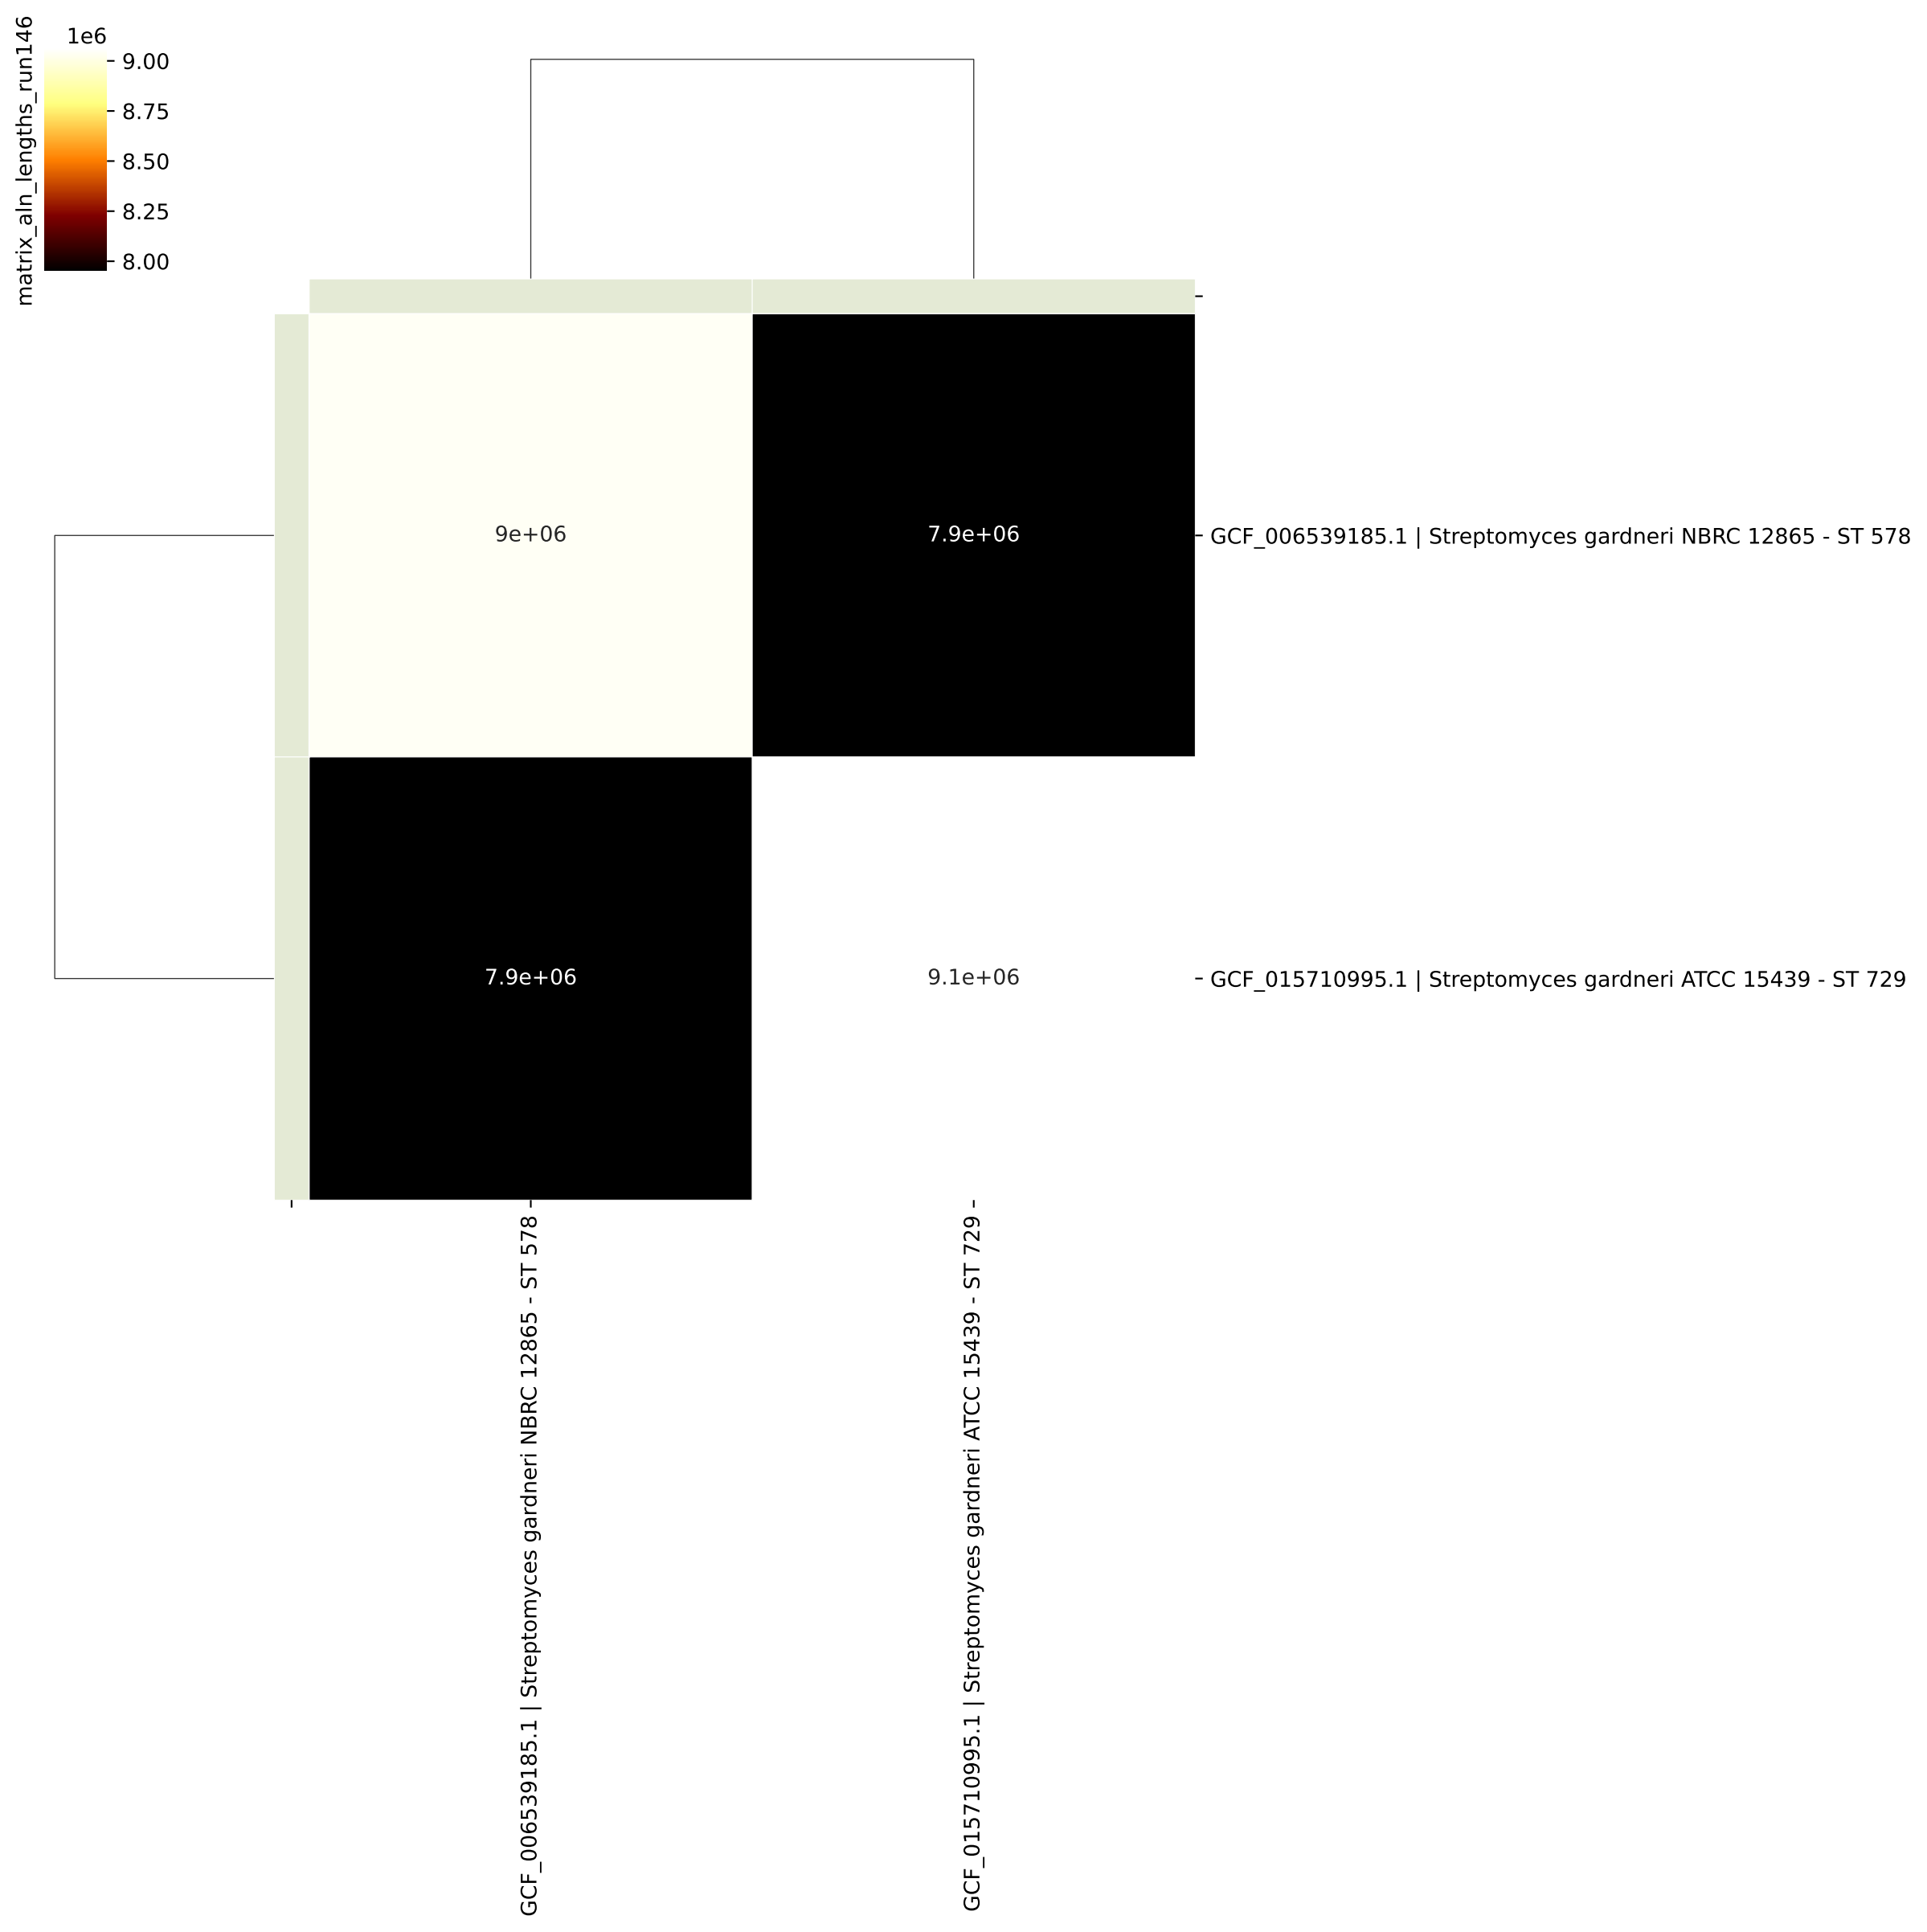 matrix_aln_lengths_run146
1e6
9.00
8.75
8.50
8.25
8.00
9e+06
7.9e+06
GCF_006539185.1 | Streptomyces gardneri NBRC 12865 - ST 578
7.9e+06
9.1e+06
GCF_015710995.1 | Streptomyces gardneri ATCC 15439 - ST 729
GCF_006539185.1 | Streptomyces gardneri NBRC 12865 - ST 578
GCF_015710995.1 | Streptomyces gardneri ATCC 15439 - ST 729